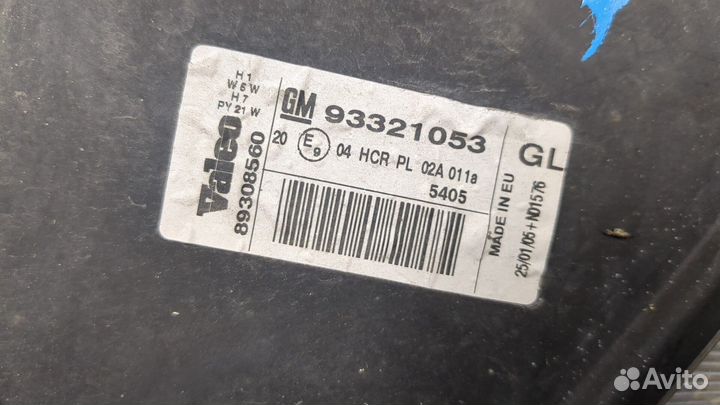 H1
W6W
H7
PY21W
Valeo
89308560
GM 93321053
20 E9 04 HCR PL 02A 011a
5405
GL
MADE IN EU
25/01/05+N01576
Avito